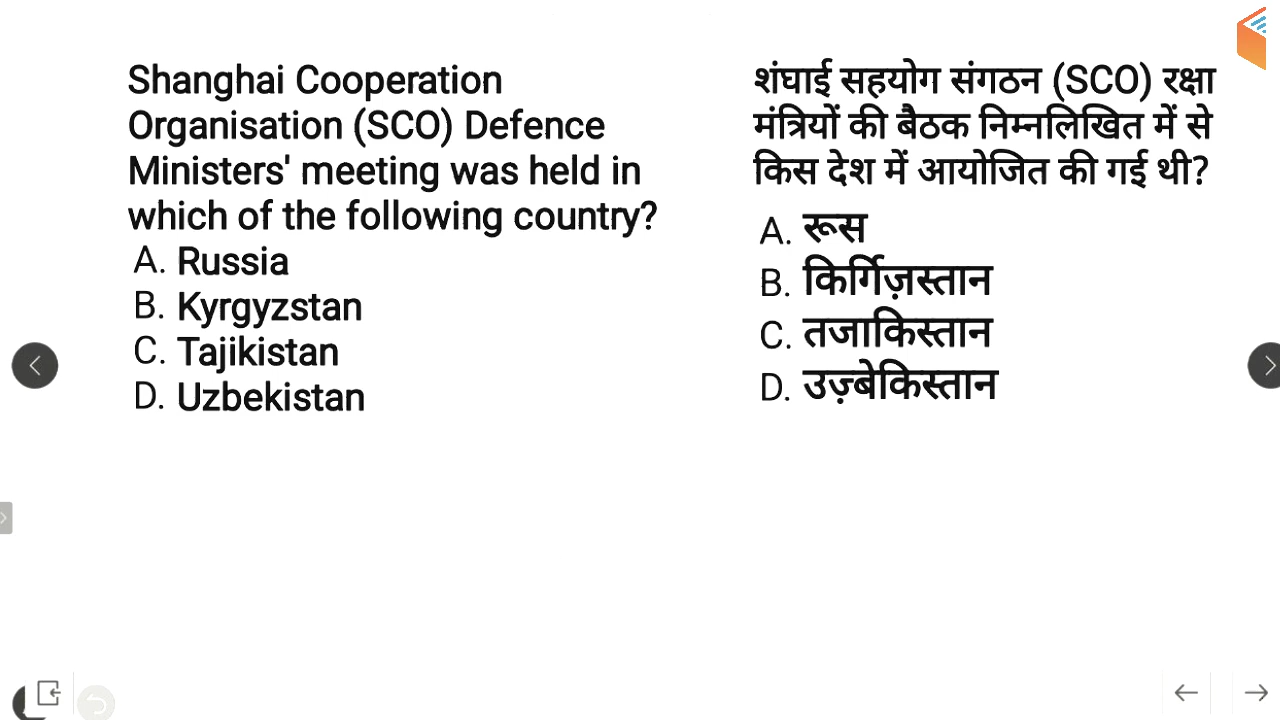 Shanghai Cooperation
Organisation (SCO) Defence
Ministers' meeting was held in
which of the following country?
A. Russia
B. Kyrgyzstan
C. Tajikistan
D. Uzbekistan
शंघाई सहयोग संगठन (SCO) रक्षा
मंत्रियों की बैठक निम्नलिखित में से
किस देश में आयोजित की गई थी?
A. रूस
B. किर्गिज़स्तान
C. तजाकिस्तान
D. उज़्बेकिस्तान